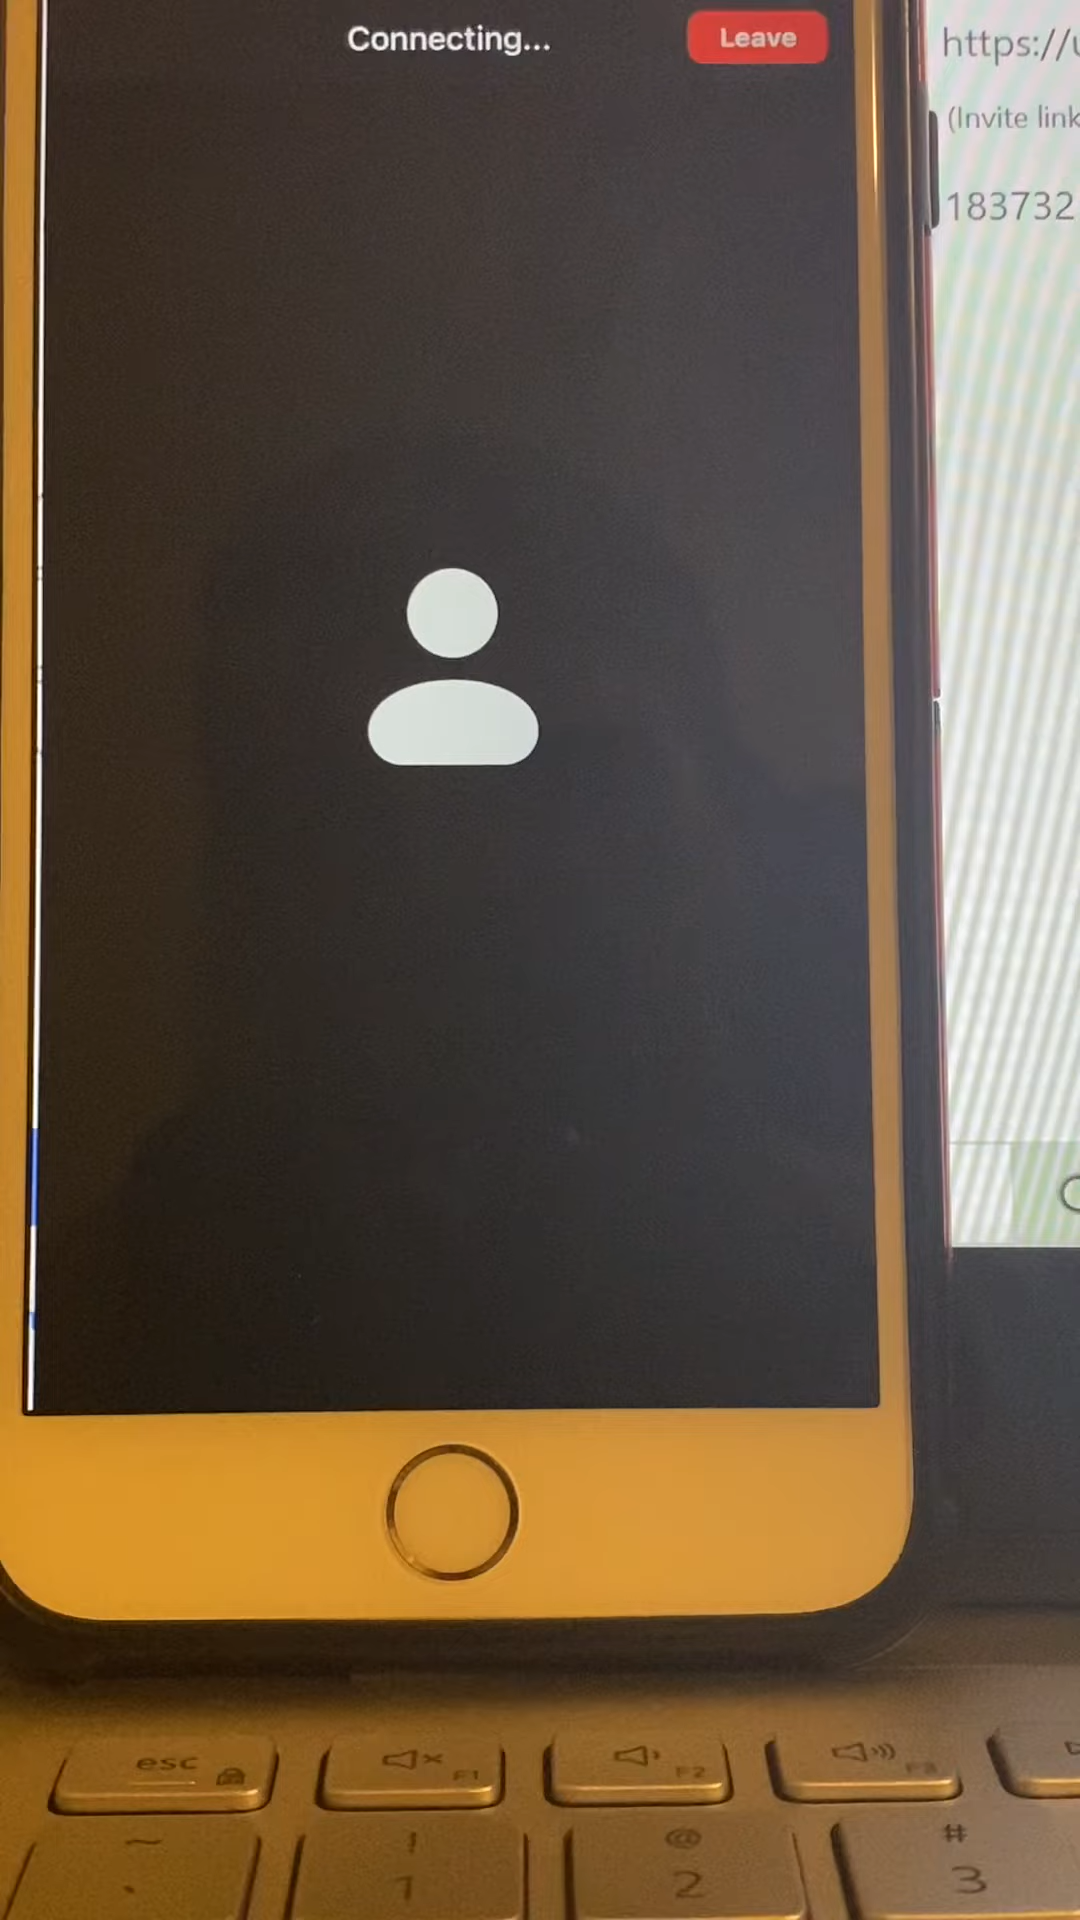 Connecting...
Leave
https://u
(Invite link
183732
esc
F1
F2
F3
~
!
@
#
1
2
3